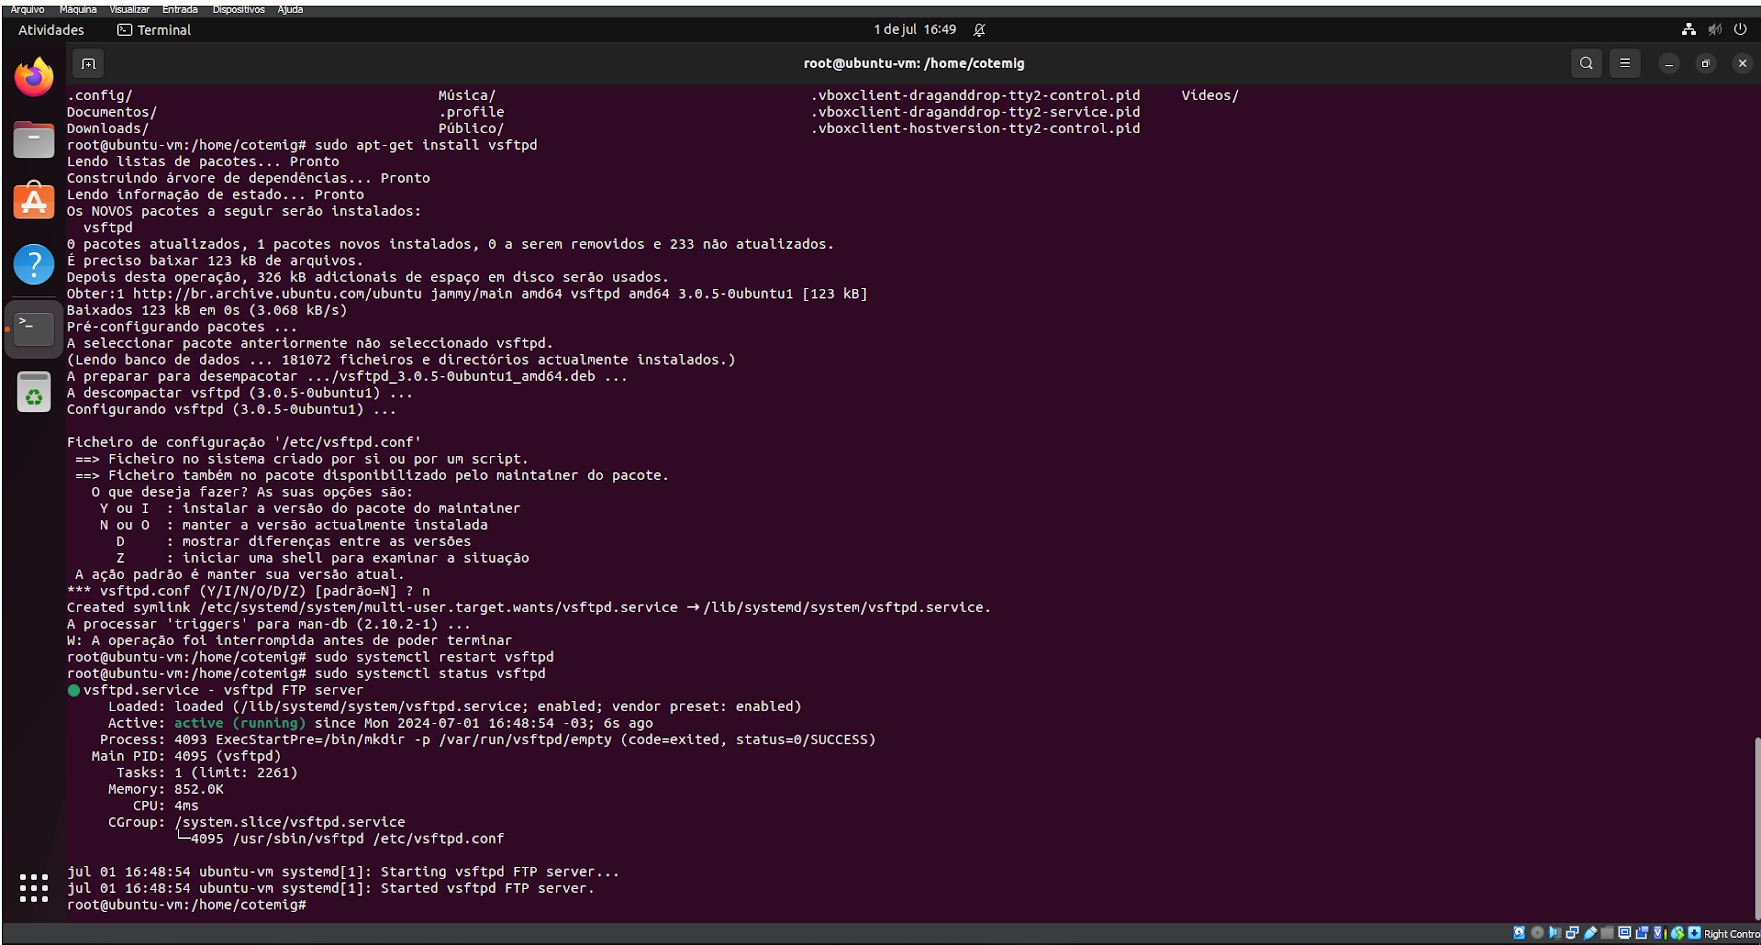 Arquivo Máquina Visualizar Entrada Dispositivos Ajuda
Atividades Terminal 1 de jul 16:49
root@ubuntu-vm: /home/cotemig
.config/ Música/ .vboxclient-draganddrop-tty2-control.pid Vídeos/
Documentos/ .profile .vboxclient-draganddrop-tty2-service.pid
Downloads/ Público/ .vboxclient-hostversion-tty2-control.pid
root@ubuntu-vm:/home/cotemig# sudo apt-get install vsftpd
Lendo listas de pacotes... Pronto
Construindo árvore de dependências... Pronto
Lendo informação de estado... Pronto
Os NOVOS pacotes a seguir serão instalados:
vsftpd
0 pacotes atualizados, 1 pacotes novos instalados, 0 a serem removidos e 233 não atualizados.
É preciso baixar 123 kB de arquivos.
Depois desta operação, 326 kB adicionais de espaço em disco serão usados.
Obter:1 http://br.archive.ubuntu.com/ubuntu jammy/main amd64 vsftpd amd64 3.0.5-0ubuntu1 [123 kB]
Baixados 123 kB em 0s (3.068 kB/s)
Pré-configurando pacotes ...
A seleccionar pacote anteriormente não seleccionado vsftpd.
(Lendo banco de dados ... 181072 ficheiros e directórios actualmente instalados.)
A preparar para desempacotar .../vsftpd_3.0.5-0ubuntu1_amd64.deb ...
A descompactar vsftpd (3.0.5-0ubuntu1) ...
Configurando vsftpd (3.0.5-0ubuntu1) ...
Ficheiro de configuração '/etc/vsftpd.conf'
==> Ficheiro no sistema criado por si ou por um script.
==> Ficheiro também no pacote disponibilizado pelo maintainer do pacote.
O que deseja fazer? As suas opções são:
Y ou I : instalar a versão do pacote do maintainer
N ou O : manter a versão actualmente instalada
D : mostrar diferenças entre as versões
Z : iniciar uma shell para examinar a situação
A ação padrão é manter sua versão atual.
*** vsftpd.conf (Y/I/N/O/D/Z) [padrão=N] ? n
Created symlink /etc/systemd/system/multi-user.target.wants/vsftpd.service → /lib/systemd/system/vsftpd.service.
A processar 'triggers' para man-db (2.10.2-1) ...
W: A operação foi interrompida antes de poder terminar
root@ubuntu-vm:/home/cotemig# sudo systemctl restart vsftpd
root@ubuntu-vm:/home/cotemig# sudo systemctl status vsftpd
● vsftpd.service - vsftpd FTP server
Loaded: loaded (/lib/systemd/system/vsftpd.service; enabled; vendor preset: enabled)
Active: active (running) since Mon 2024-07-01 16:48:54 -03; 6s ago
Process: 4093 ExecStartPre=/bin/mkdir -p /var/run/vsftpd/empty (code=exited, status=0/SUCCESS)
Main PID: 4095 (vsftpd)
Tasks: 1 (limit: 2261)
Memory: 852.0K
CPU: 4ms
CGroup: /system.slice/vsftpd.service
└─4095 /usr/sbin/vsftpd /etc/vsftpd.conf
jul 01 16:48:54 ubuntu-vm systemd[1]: Starting vsftpd FTP server...
jul 01 16:48:54 ubuntu-vm systemd[1]: Started vsftpd FTP server.
root@ubuntu-vm:/home/cotemig#
Right Contro